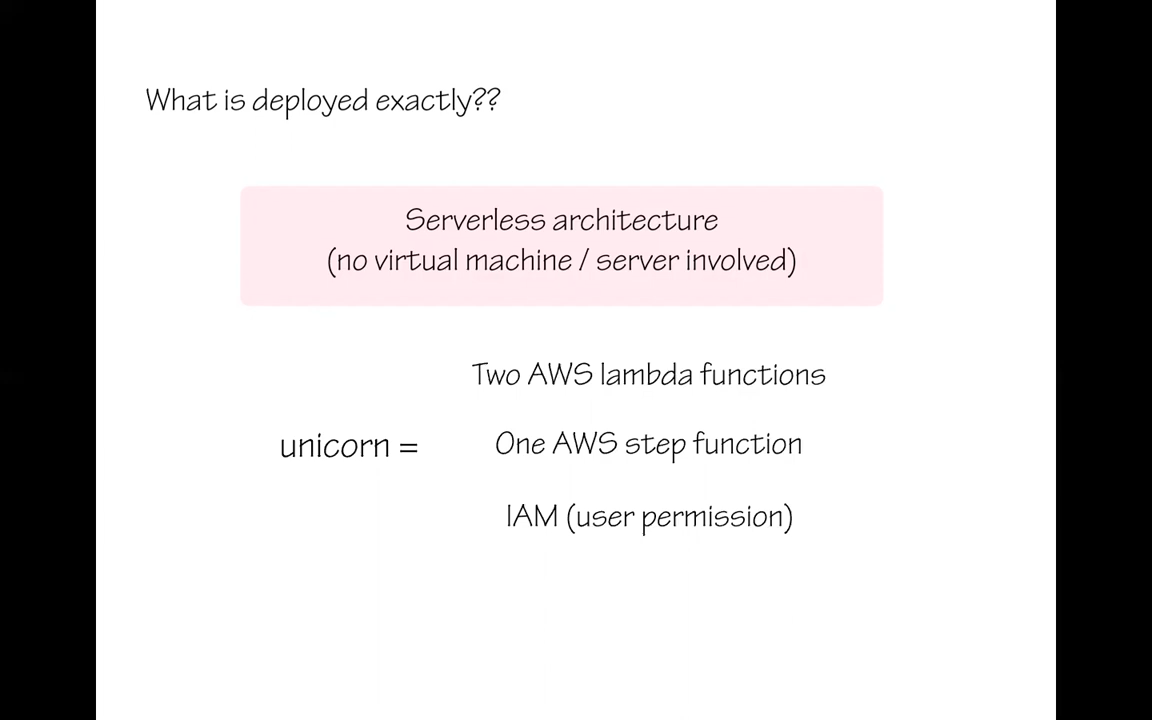 What is deployed exactly??
Serverless architecture
(no virtual machine / server involved)
Two AWS lambda functions
unicorn =
One AWS step function
IAM (user permission)